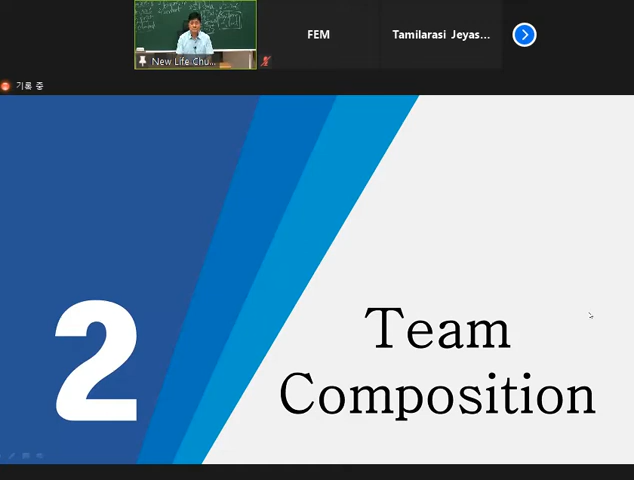 FEM
Tamilarasi Jeyas...
New Life Chu...
기록 중
2
Team
Composition